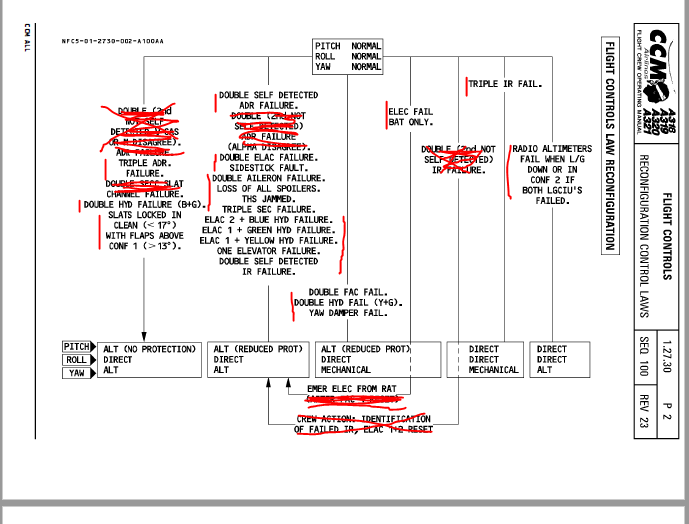 CCM ALL
NFC5-01-2730-002-A100AA
PITCH NORMAL
ROLL NORMAL
YAW NORMAL
DOUBLE (2nd
NOT SELF
DETECTED
OR M DISAGREE).
ADR FAILURE.
TRIPLE ADR.
FAILURE.
DOUBLE SFCC SLAT
CHANNEL FAILURE.
DOUBLE HYD FAILURE (B+G).
SLATS LOCKED IN
CLEAN (< 17°)
WITH FLAPS ABOVE
CONF 1 (> 13°).
DOUBLE SELF DETECTED
ADR FAILURE.
DOUBLE (2nd NOT
SELF DETECTED)
ADR FAILURE
(ALPHA DISAGREE).
DOUBLE ELAC FAILURE.
SIDESTICK FAULT.
DOUBLE AILERON FAILURE.
LOSS OF ALL SPOILERS.
THS JAMMED.
TRIPLE SEC FAILURE.
ELAC 2 + BLUE HYD FAILURE.
ELAC 1 + GREEN HYD FAILURE.
ELAC 1 + YELLOW HYD FAILURE.
ONE ELEVATOR FAILURE.
DOUBLE SELF DETECTED
IR FAILURE.
DOUBLE FAC FAIL.
DOUBLE HYD FAIL (Y+G).
YAW DAMPER FAIL.
ELEC FAIL
BAT ONLY.
TRIPLE IR FAIL.
DOUBLE (2nd NOT
SELF DETECTED)
IR FAILURE.
RADIO ALTIMETERS
FAIL WHEN L/G
DOWN OR IN
CONF 2 IF
BOTH LGCIU'S
FAILED.
PITCH
ROLL
YAW
ALT (NO PROTECTION)
DIRECT
ALT
ALT (REDUCED PROT)
DIRECT
ALT
ALT (REDUCED PROT)
DIRECT
MECHANICAL
DIRECT
DIRECT
MECHANICAL
DIRECT
DIRECT
ALT
EMER ELEC FROM RAT
CREW ACTION: IDENTIFICATION
OF FAILED IR, ELAC 1+2 RESET
FLIGHT CONTROLS LAW RECONFIGURATION
CCM
Airlines
A318
A319
A320
A321
FLIGHT CREW OPERATING MANUAL
FLIGHT CONTROLS
RECONFIGURATION CONTROL LAWS
1.27.30
P 2
SEQ 100
REV 23